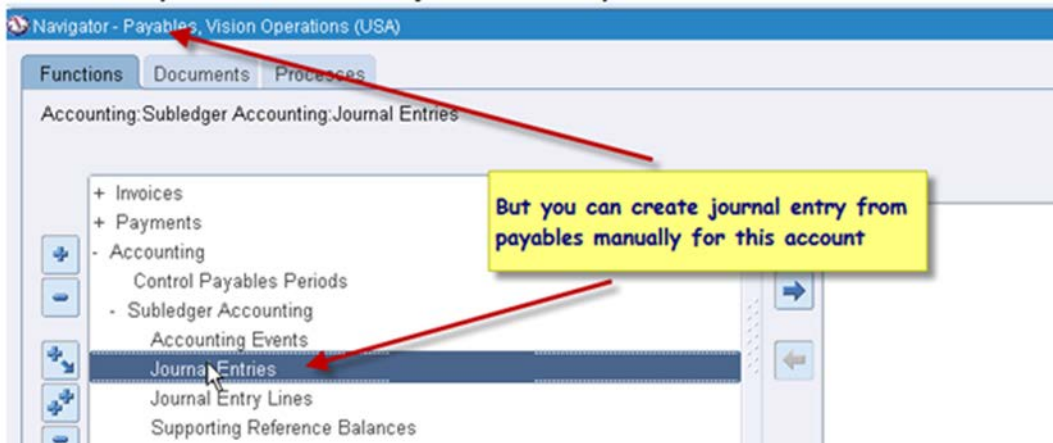 Navigator - Payables, Vision Operations (USA)
Functions Documents Processes
Accounting:Subledger Accounting:Journal Entries
+ Invoices
+ Payments
- Accounting
Control Payables Periods
- Subledger Accounting
Accounting Events
Journal Entries
Journal Entry Lines
Supporting Reference Balances
But you can create journal entry from
payables manually for this account